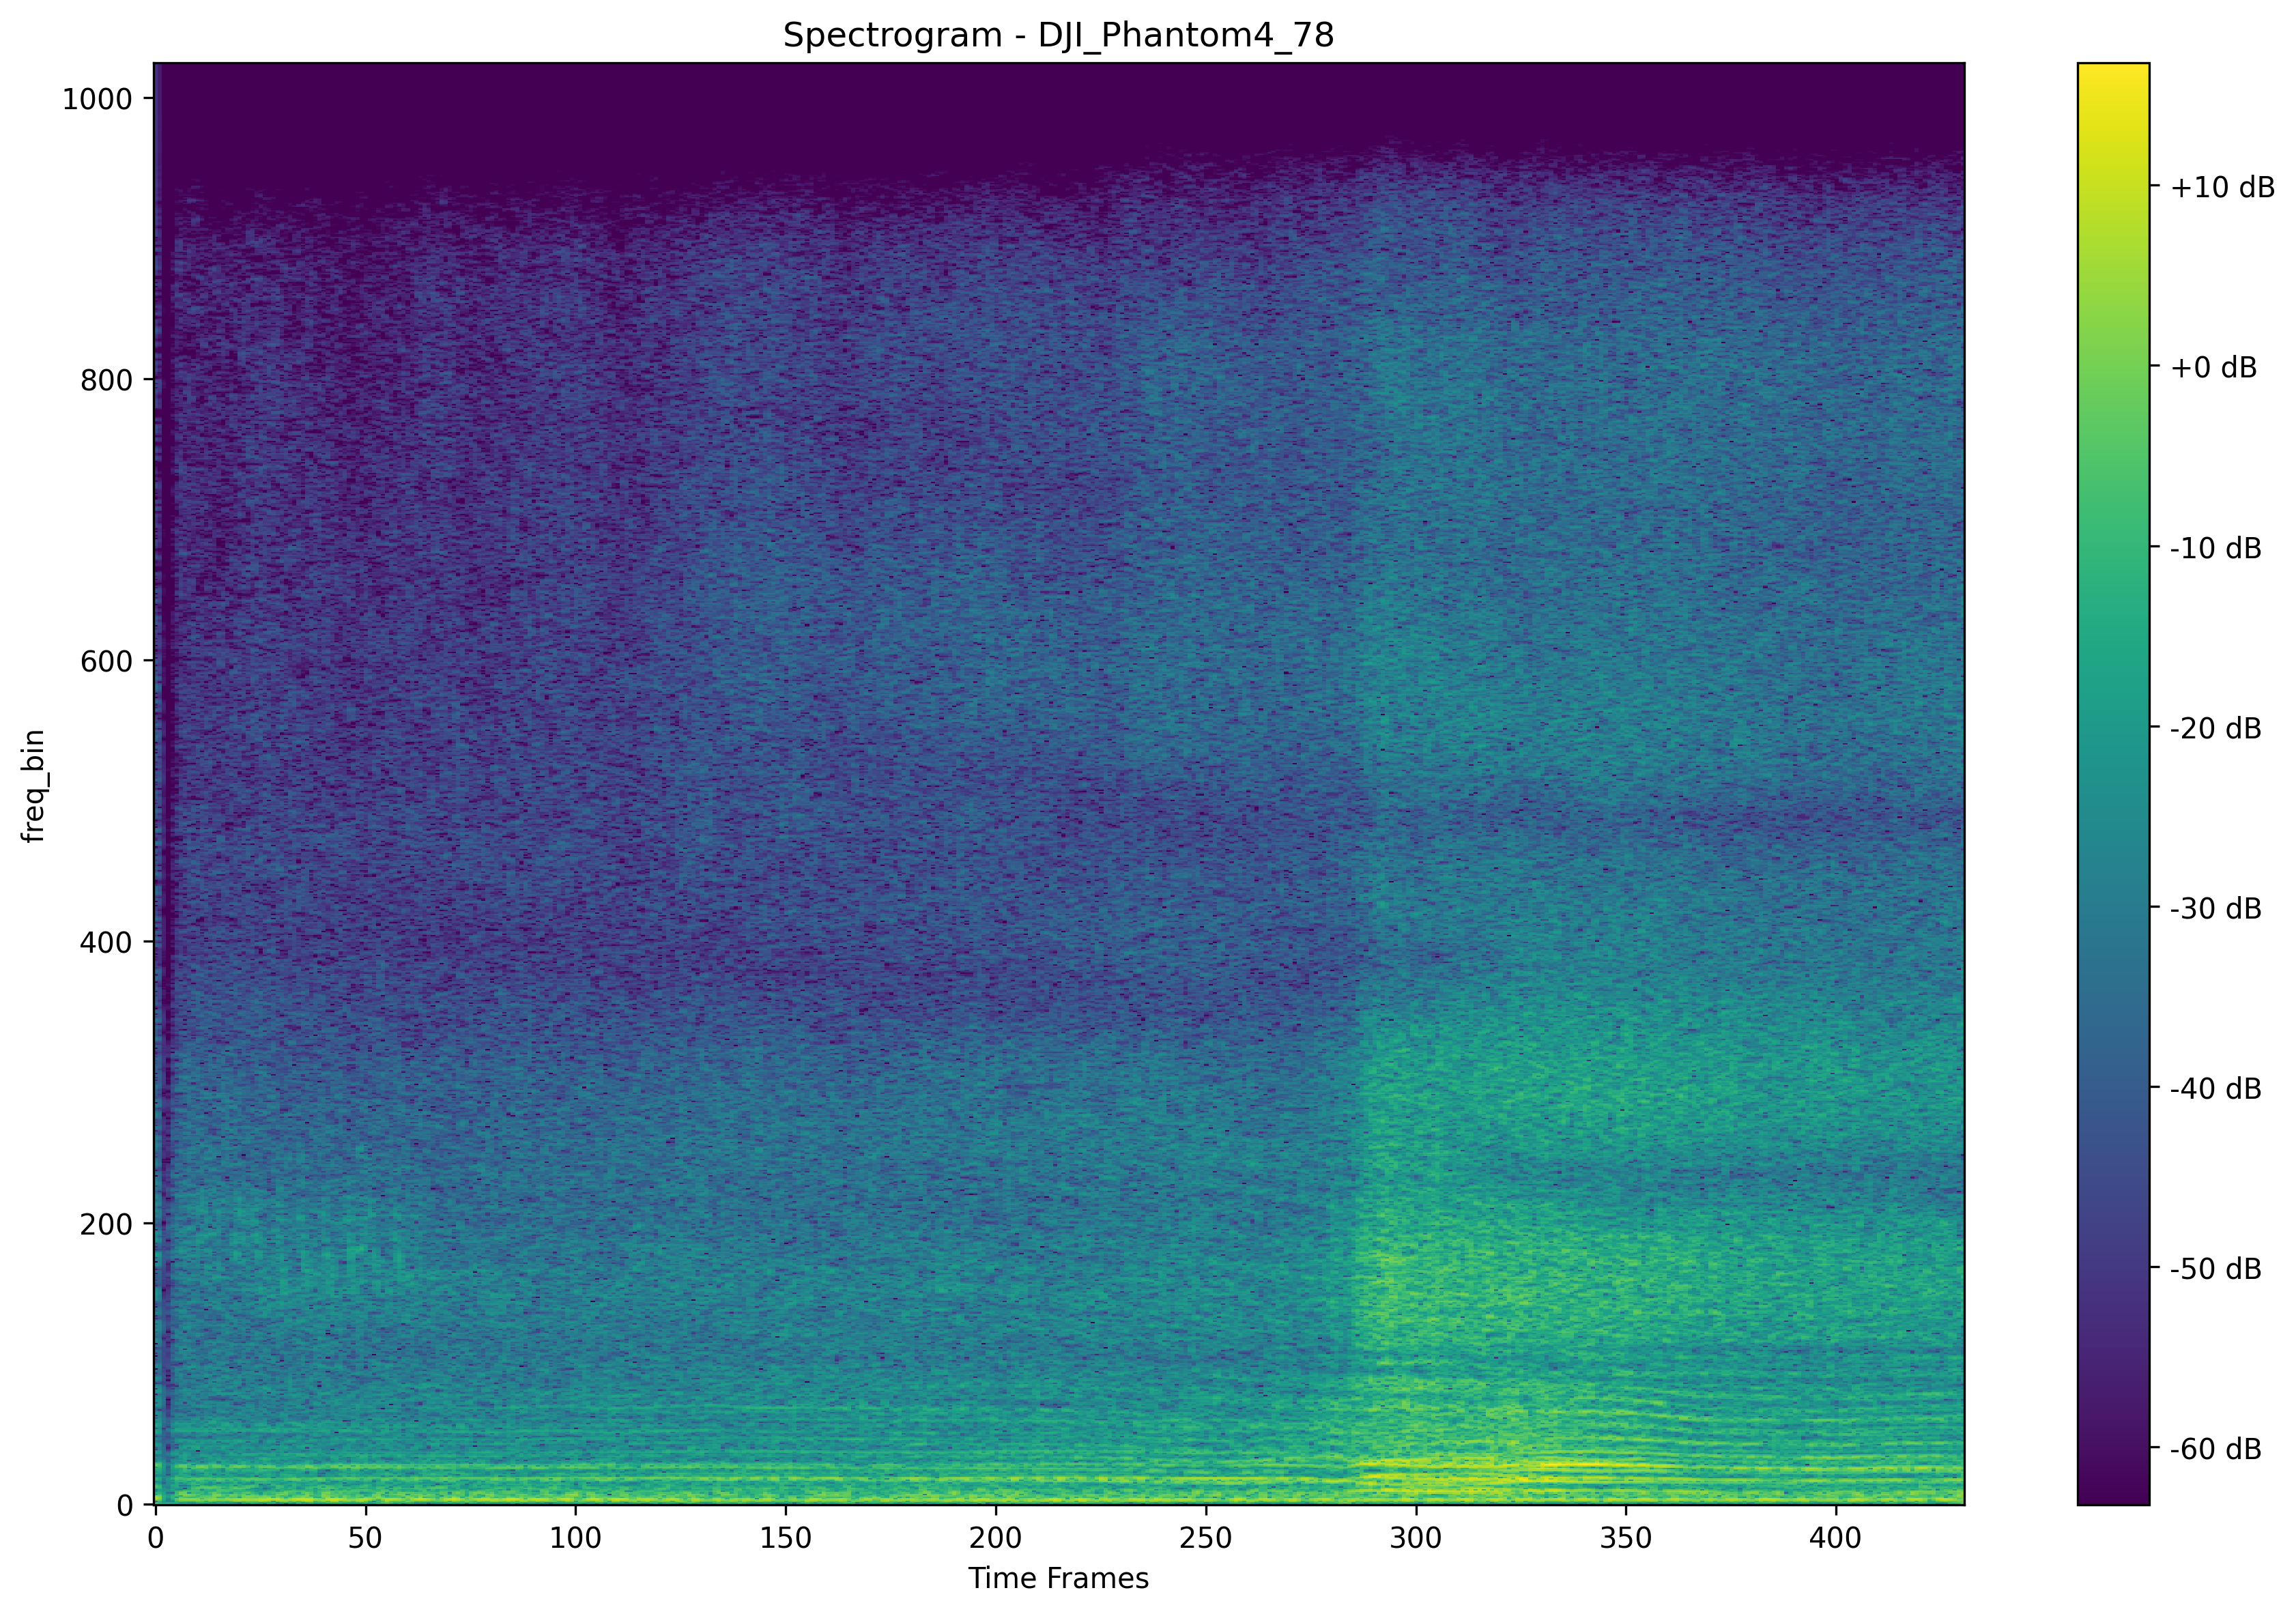 Spectrogram - DJI_Phantom4_78
1000
800
600
400
200
0
freq_bin
0 50 100 150 200 250 300 350 400
Time Frames
+10 dB
+0 dB
-10 dB
-20 dB
-30 dB
-40 dB
-50 dB
-60 dB